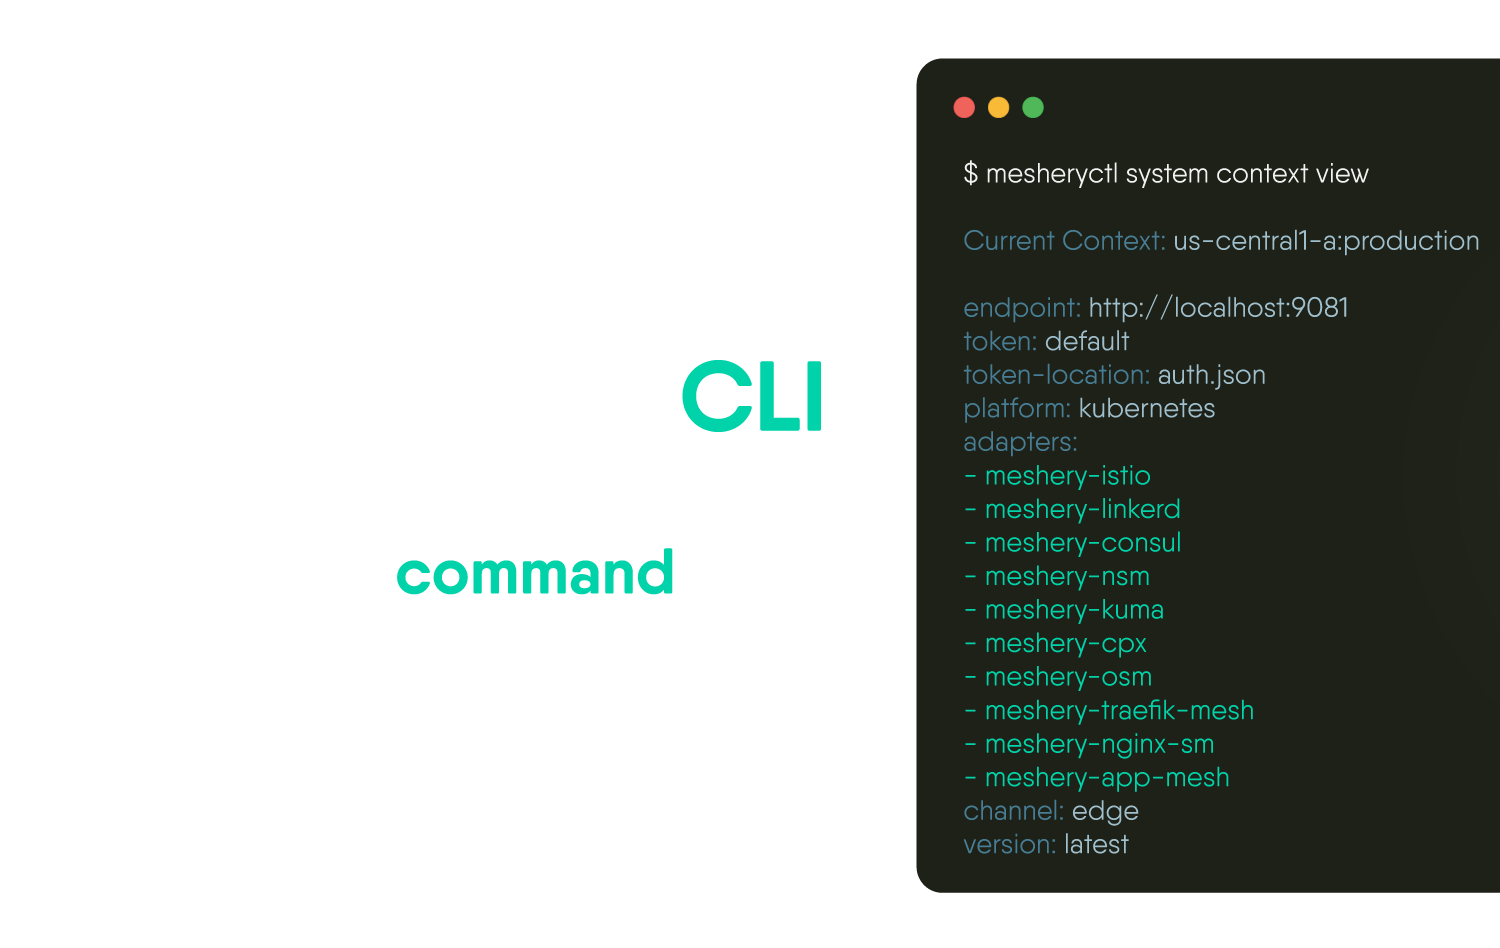 CLI
command
$ mesheryctl system context view
Current Context: us-central1-a:production
endpoint: http://localhost:9081
token: default
token-location: auth.json
platform: kubernetes
adapters:
- meshery-istio
- meshery-linkerd
- meshery-consul
- meshery-nsm
- meshery-kuma
- meshery-cpx
- meshery-osm
- meshery-traefik-mesh
- meshery-nginx-sm
- meshery-app-mesh
channel: edge
version: latest